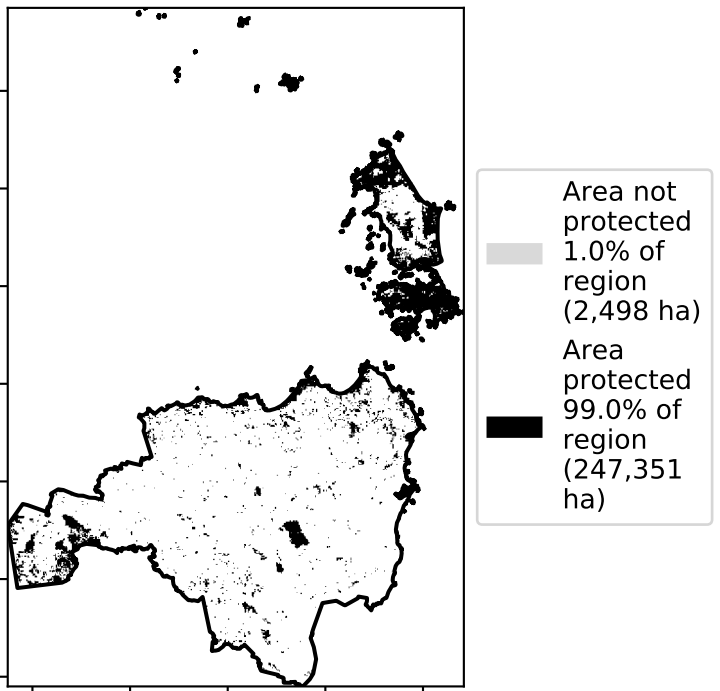 Area not
protected
1.0% of
region
(2,498 ha)
Area
protected
99.0% of
region
(247,351
ha)